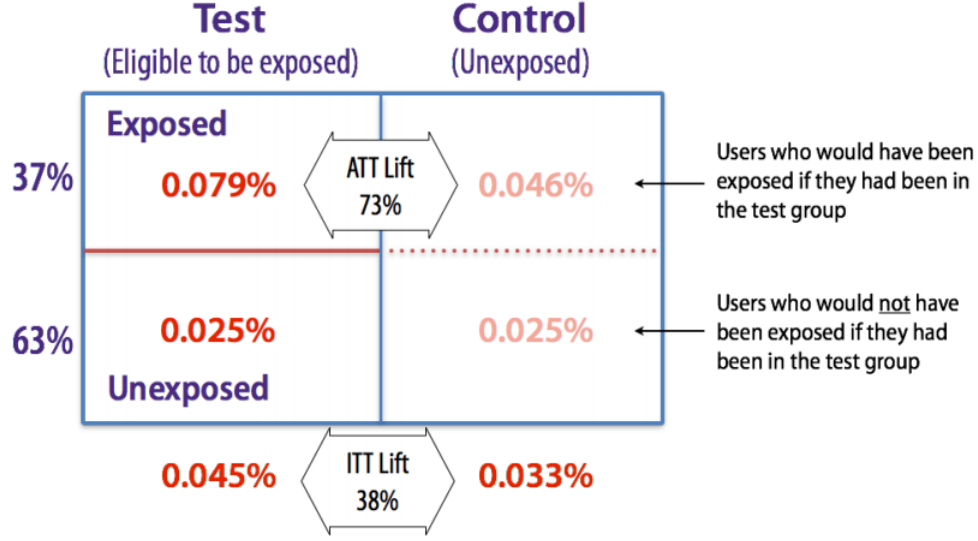 Test
Control
(Eligible to be exposed)
(Unexposed)
Exposed
37%
0.079%
ATT Lift
73%
0.046%
Users who would have been
exposed if they had been in
the test group
63%
0.025%
0.025%
Users who would not have
been exposed if they had
been in the test group
Unexposed
0.045%
ITT Lift
38%
0.033%